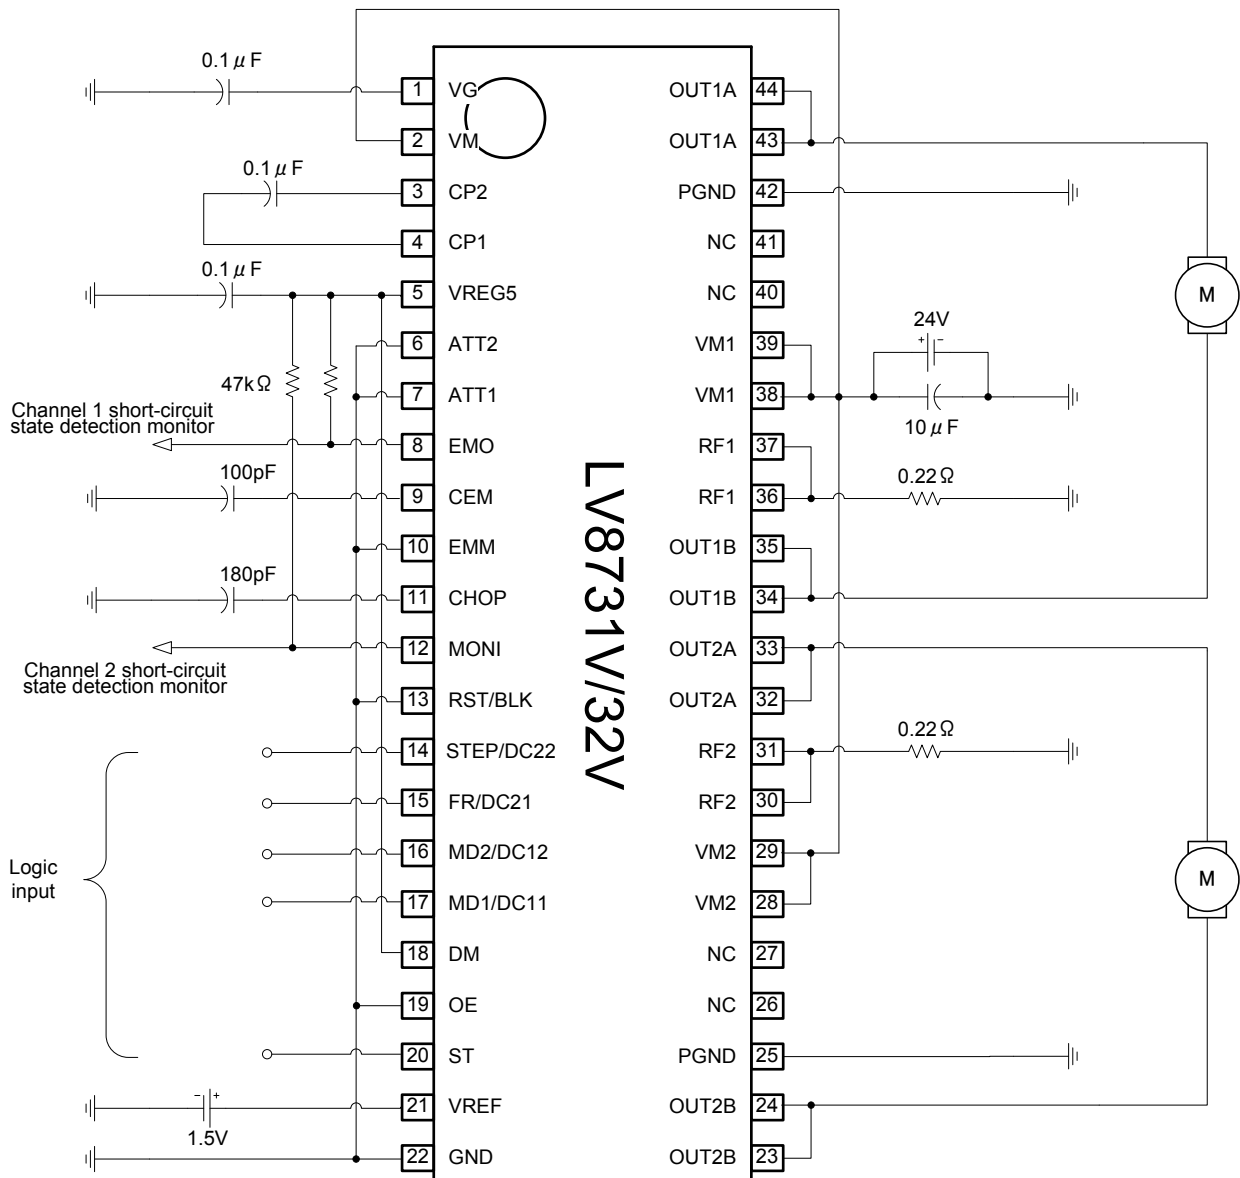 0.1μF
1 VG OUT1A 44
2 VM OUT1A 43
0.1μF
3 CP2 PGND 42
4 CP1 NC 41
0.1μF
5 VREG5 NC 40
24V
+ -
6 ATT2 VM1 39
47kΩ
7 ATT1 VM1 38
10μF
Channel 1 short-circuit
state detection monitor
8 EMO RF1 37
100pF
0.22Ω
9 CEM RF1 36
10 EMM OUT1B 35
180pF
11 CHOP OUT1B 34
12 MONI OUT2A 33
Channel 2 short-circuit
state detection monitor
13 RST/BLK OUT2A 32
0.22Ω
14 STEP/DC22 RF2 31
15 FR/DC21 RF2 30
16 MD2/DC12 VM2 29
Logic
input
17 MD1/DC11 VM2 28
18 DM NC 27
19 OE NC 26
20 ST PGND 25
- +
21 VREF OUT2B 24
1.5V
22 GND OUT2B 23
LV8731V/32V
M
M